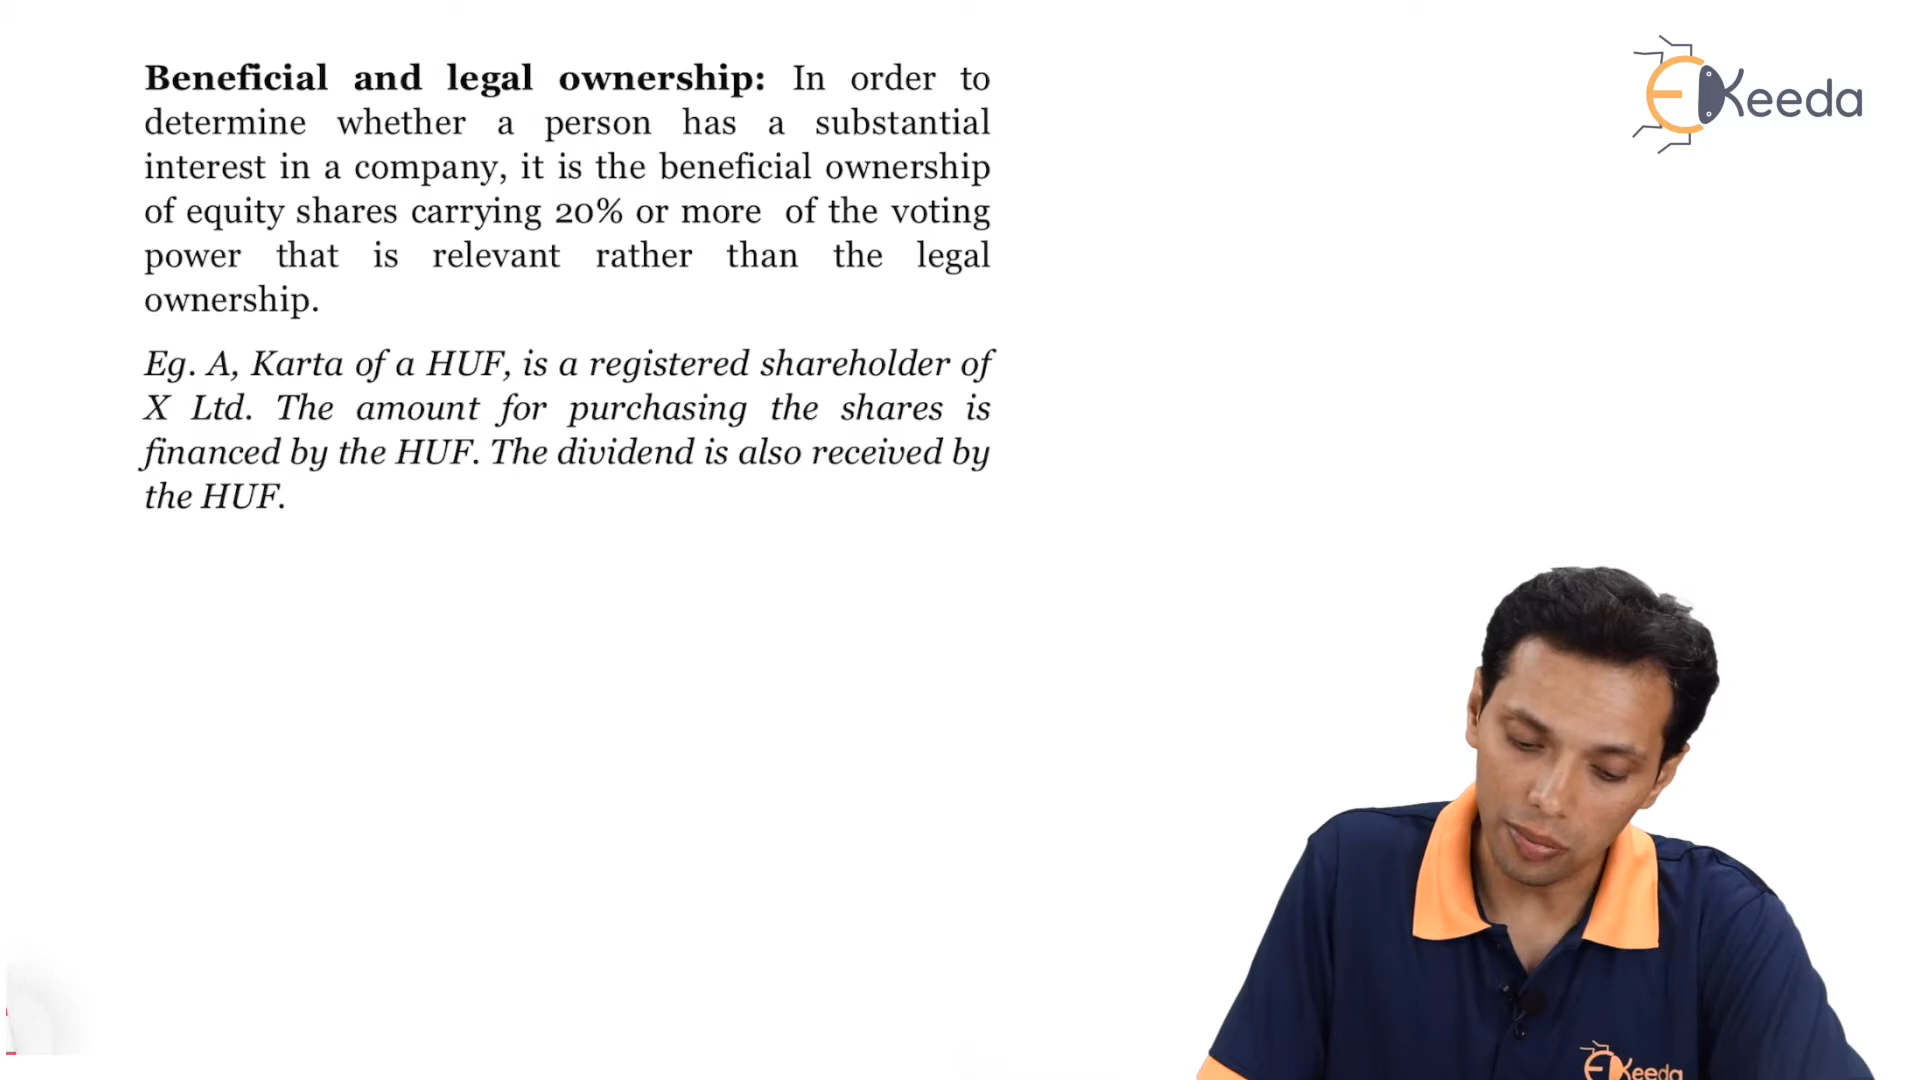 Beneficial and legal ownership: In order to
determine whether a person has a substantial
interest in a company, it is the beneficial ownership
of equity shares carrying 20% or more of the voting
power that is relevant rather than the legal
ownership.
Eg. A, Karta of a HUF, is a registered shareholder of
X Ltd. The amount for purchasing the shares is
financed by the HUF. The dividend is also received by
the HUF.
EKeeda
EKeeda